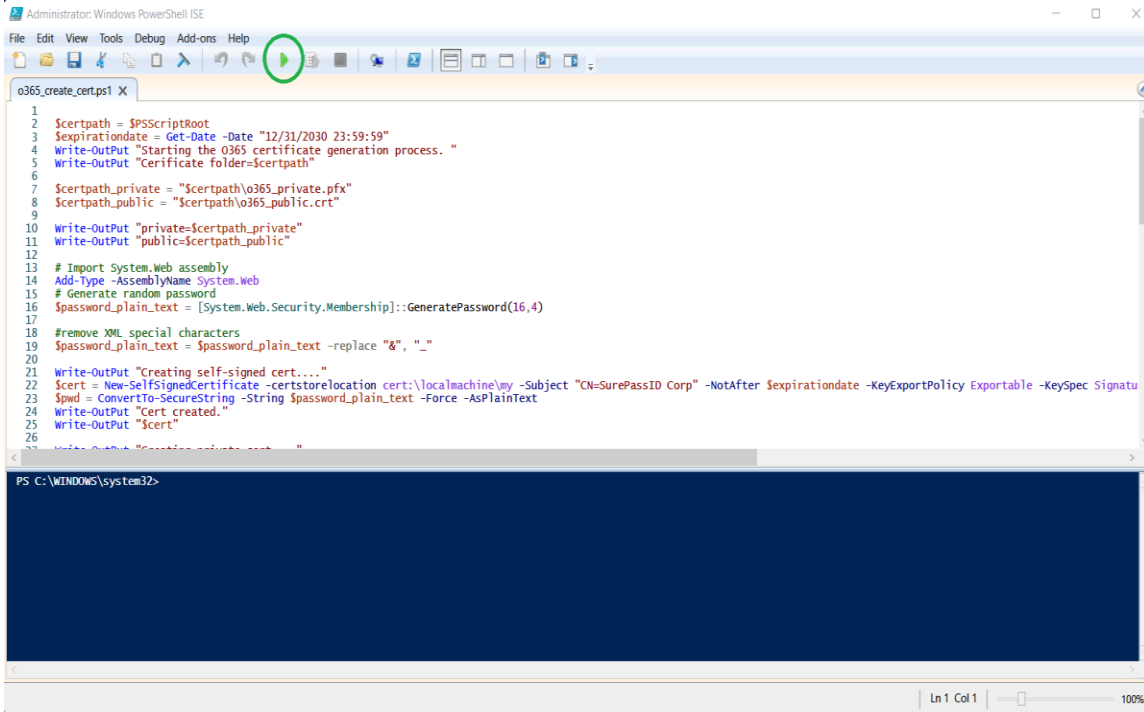 Administrator: Windows PowerShell ISE
File Edit View Tools Debug Add-ons Help
o365_create_cert.ps1 X
1
2 $certpath = $PSScriptRoot
3 $expirationdate = Get-Date -Date "12/31/2030 23:59:59"
4 Write-OutPut "Starting the O365 certificate generation process. "
5 Write-OutPut "Cerificate folder=$certpath"
6
7 $certpath_private = "$certpath\o365_private.pfx"
8 $certpath_public = "$certpath\o365_public.crt"
9
10 Write-OutPut "private=$certpath_private"
11 Write-OutPut "public=$certpath_public"
12
13 # Import System.Web assembly
14 Add-Type -AssemblyName System.Web
15 # Generate random password
16 $password_plain_text = [System.Web.Security.Membership]::GeneratePassword(16,4)
17
18 #remove XML special characters
19 $password_plain_text = $password_plain_text -replace "&", "_"
20
21 Write-OutPut "Creating self-signed cert...."
22 $cert = New-SelfSignedCertificate -certstorelocation cert:\localmachine\my -Subject "CN=SurePassID Corp" -NotAfter $expirationdate -KeyExportPolicy Exportable -KeySpec Signatu
23 $pwd = ConvertTo-SecureString -String $password_plain_text -Force -AsPlainText
24 Write-OutPut "Cert created."
25 Write-OutPut "$cert"
26
PS C:\WINDOWS\system32>
Ln 1 Col 1
100%